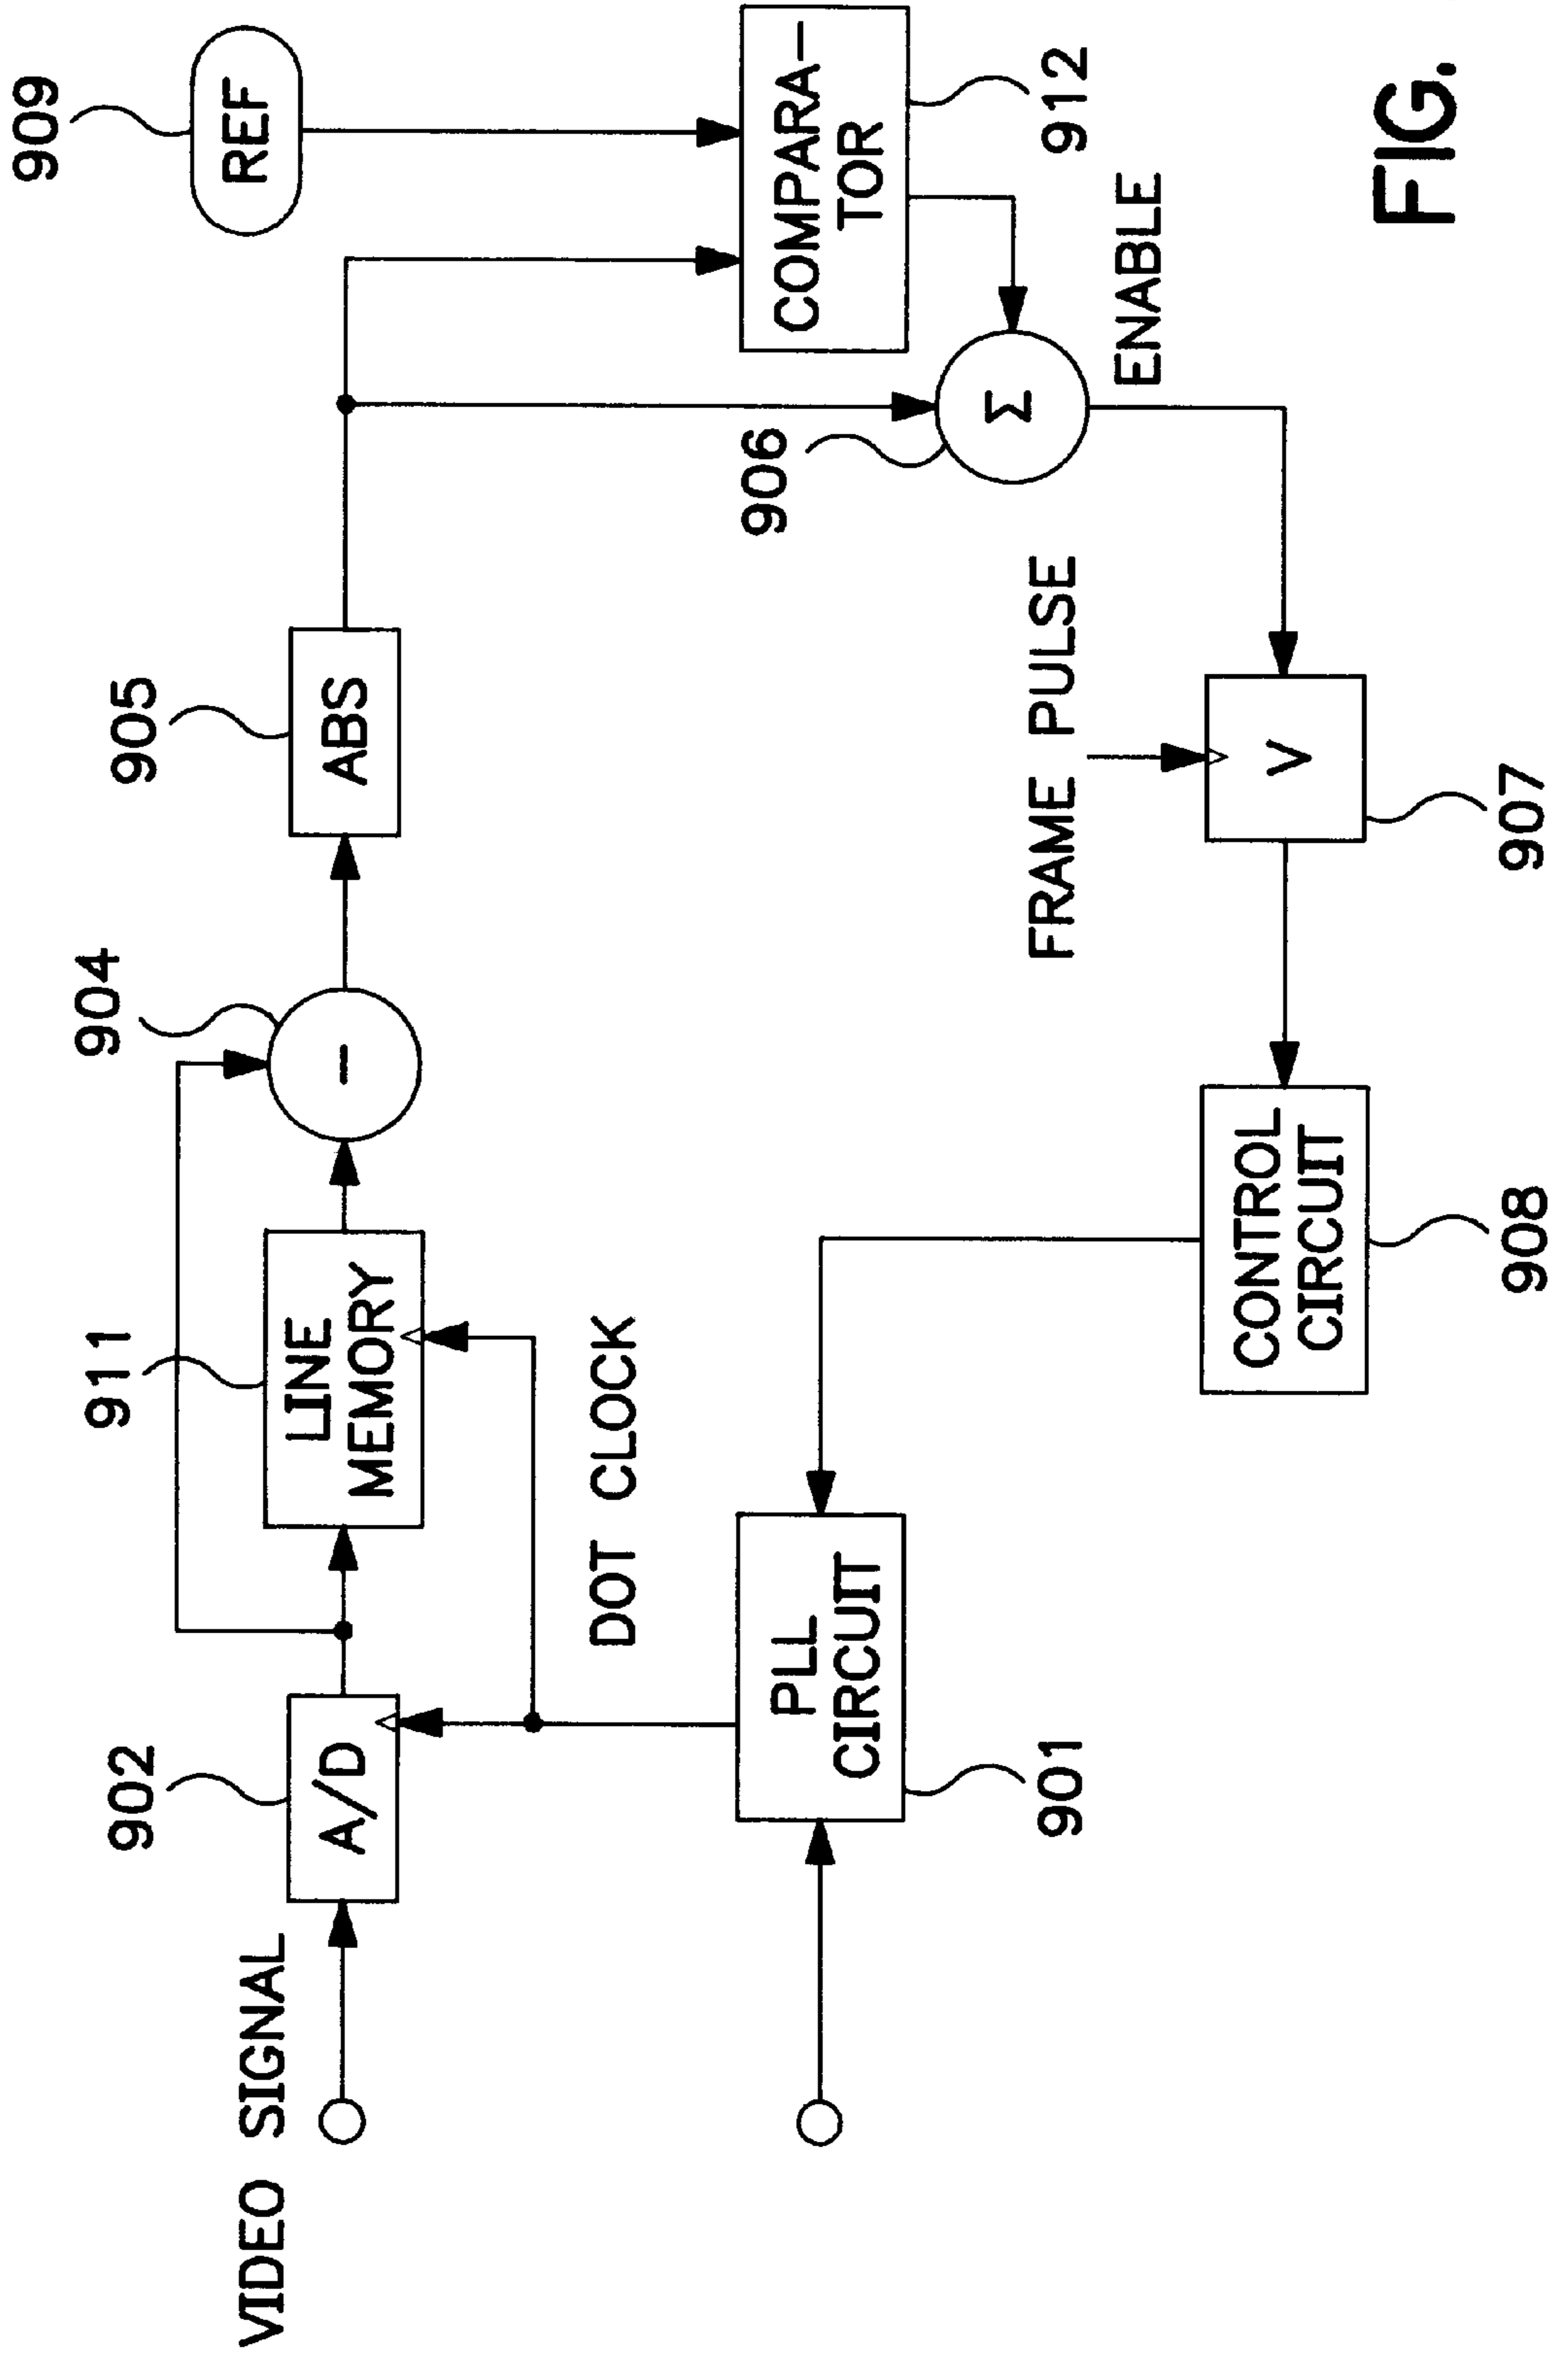 909
REF
COMPARA-
TOR
912
905
ABS
906
Σ
ENABLE
904
-
FRAME PULSE
V
907
911
LINE
MEMORY
DOT CLOCK
CONTROL
CIRCUIT
908
902
A/D
PLL
CIRCUIT
901
VIDEO SIGNAL
FIG.